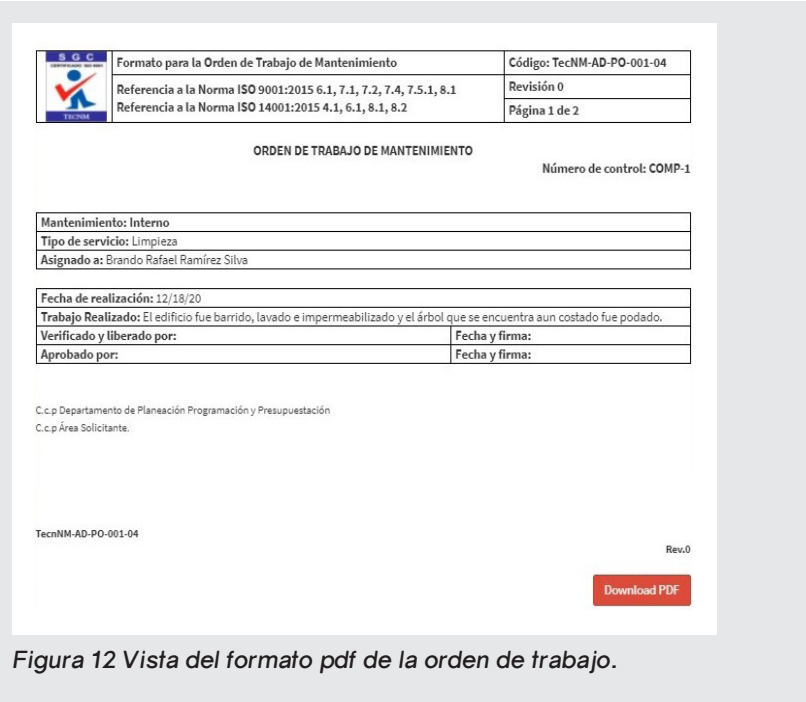 S G C
CERTIFICADO ISO 9001
TECNM
Formato para la Orden de Trabajo de Mantenimiento
Código: TecNM-AD-PO-001-04
Referencia a la Norma ISO 9001:2015 6.1, 7.1, 7.2, 7.4, 7.5.1, 8.1
Referencia a la Norma ISO 14001:2015 4.1, 6.1, 8.1, 8.2
Revisión 0
Página 1 de 2
ORDEN DE TRABAJO DE MANTENIMIENTO
Número de control: COMP-1
Mantenimiento: Interno
Tipo de servicio: Limpieza
Asignado a: Brando Rafael Ramírez Silva
Fecha de realización: 12/18/20
Trabajo Realizado: El edificio fue barrido, lavado e impermeabilizado y el árbol que se encuentra aun costado fue podado.
Verificado y liberado por: Fecha y firma:
Aprobado por: Fecha y firma:
C.c.p Departamento de Planeación Programación y Presupuestación
C.c.p Área Solicitante.
TecnNM-AD-PO-001-04
Rev.0
Download PDF
Figura 12 Vista del formato pdf de la orden de trabajo.